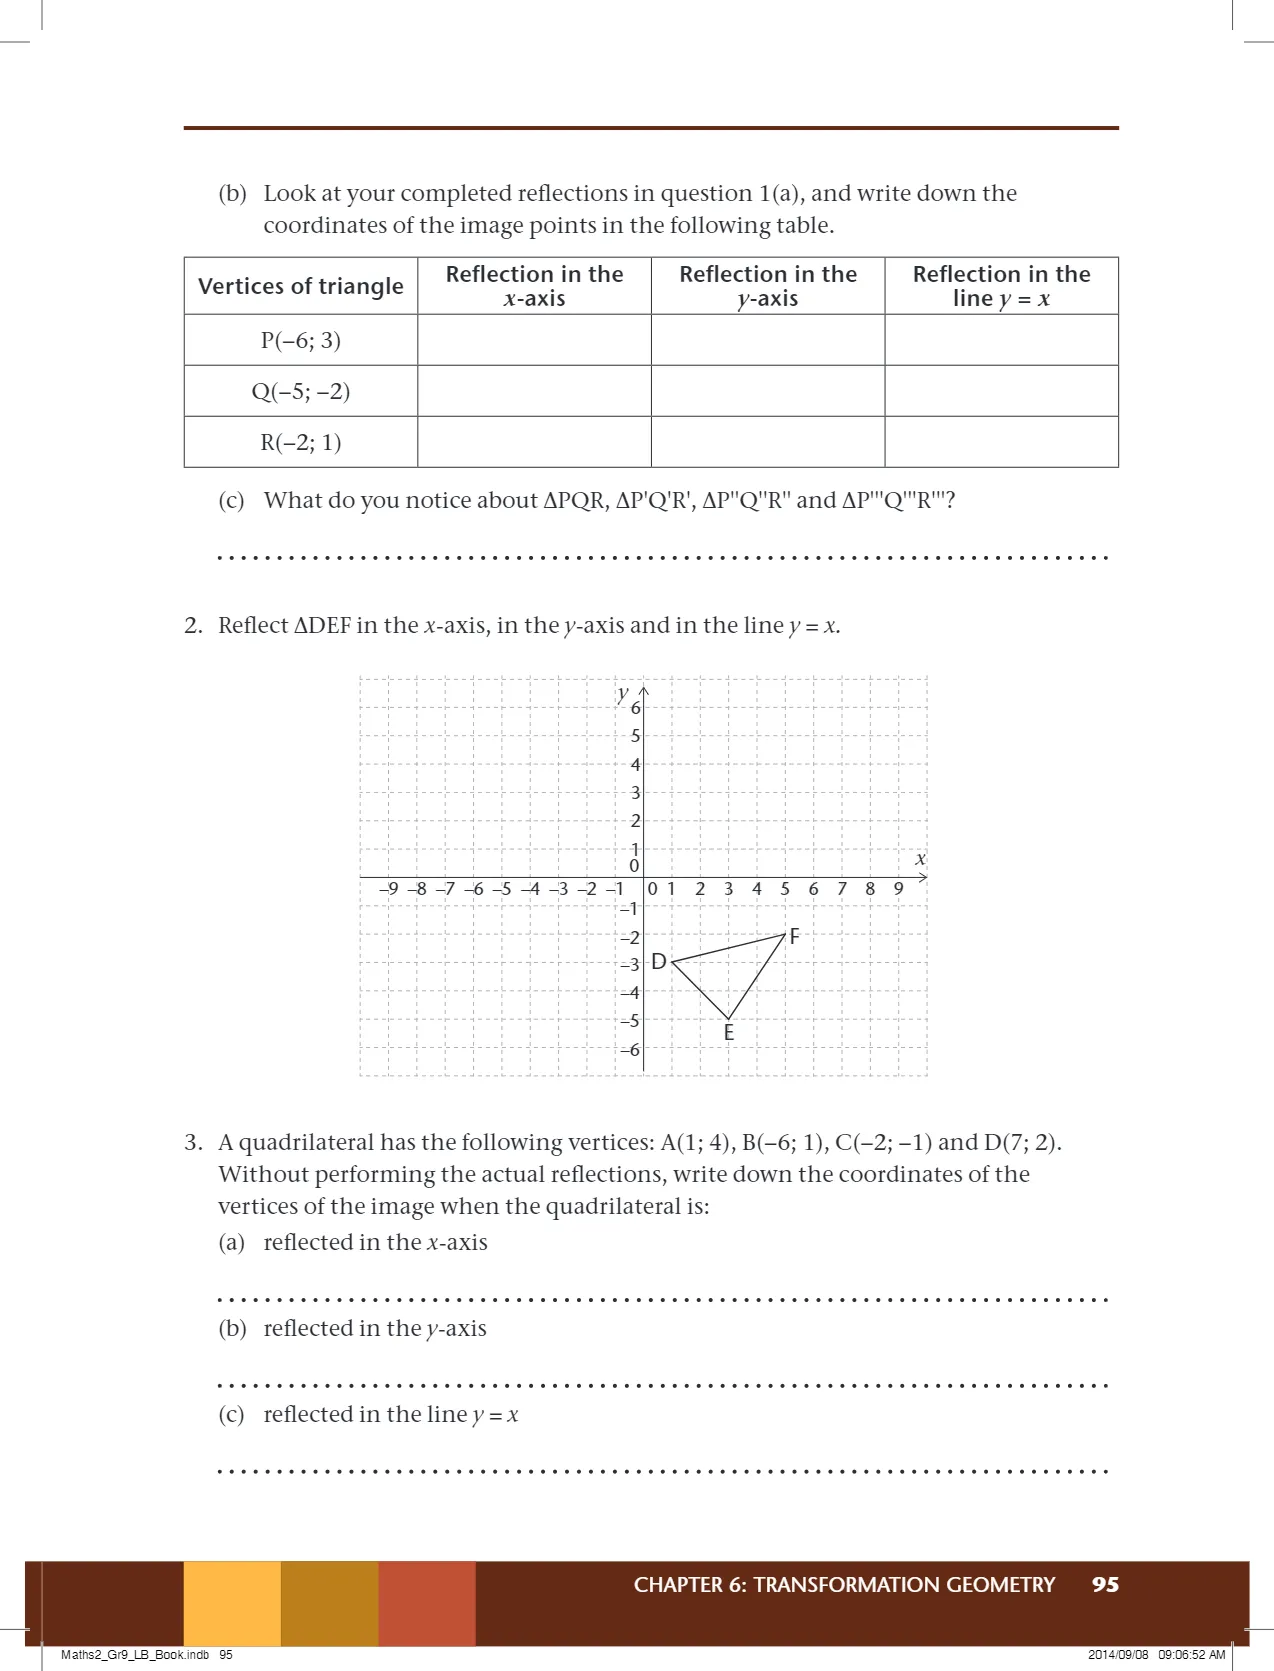 (b) Look at your completed reflections in question 1(a), and write down the
coordinates of the image points in the following table.
Vertices of triangle
Reflection in the
x-axis
Reflection in the
y-axis
Reflection in the
line y = x
P(–6; 3)
Q(–5; –2)
R(–2; 1)
(c) What do you notice about ΔPQR, ΔP'Q'R', ΔP''Q''R'' and ΔP'''Q'''R'''?
2. Reflect ΔDEF in the x-axis, in the y-axis and in the line y = x.
y
6
5
4
3
2
1
0
x
–9 –8 –7 –6 –5 –4 –3 –2 –1 0 1 2 3 4 5 6 7 8 9
–1
–2
F
–3
D
–4
–5
E
–6
3. A quadrilateral has the following vertices: A(1; 4), B(–6; 1), C(–2; –1) and D(7; 2).
Without performing the actual reflections, write down the coordinates of the
vertices of the image when the quadrilateral is:
(a) reflected in the x-axis
(b) reflected in the y-axis
(c) reflected in the line y = x
CHAPTER 6: TRANSFORMATION GEOMETRY 95
Maths2_Gr9_LB_Book.indb 95
2014/09/08 09:06:52 AM